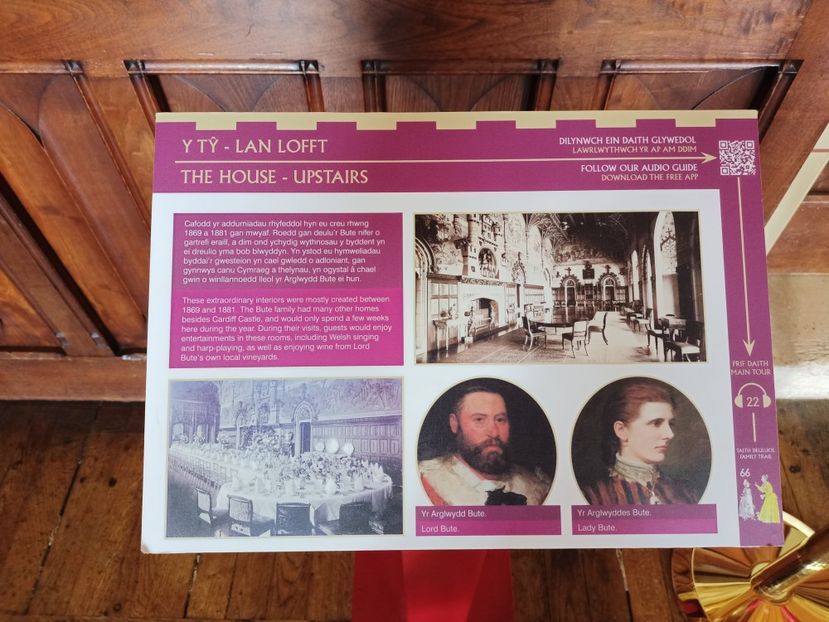 Y TŶ - LAN LOFFT
THE HOUSE - UPSTAIRS
DILYNWCH EIN DAITH GLYWEDOL
LAWRLWYTHWCH YR AP AM DDIM
FOLLOW OUR AUDIO GUIDE
DOWNLOAD THE FREE APP
Cafodd yr addurniadau rhyfeddol hyn eu creu rhwng
1869 a 1881 gan mwyaf. Roedd gan deulu'r Bute nifer o
gartrefi eraill, a dim ond ychydig wythnosau y byddent yn
ei dreulio yma bob blwyddyn. Yn ystod eu hymweliadau
byddai'r gwesteion yn cael gwledd o adloniant, gan
gynnwys canu Cymraeg a thelynau, yn ogystal â chael
gwin o winllannoedd lleol yr Arglwydd Bute ei hun.
These extraordinary interiors were mostly created between
1869 and 1881. The Bute family had many other homes
besides Cardiff Castle, and would only spend a few weeks
here during the year. During their visits, guests would enjoy
entertainments in these rooms, including Welsh singing
and harp-playing, as well as enjoying wine from Lord
Bute's own local vineyards.
Yr Arglwydd Bute.
Lord Bute.
Yr Arglwyddes Bute.
Lady Bute.
PRIF DAITH
MAIN TOUR
22
TAITH DEULUOL
FAMILY TRAIL
66